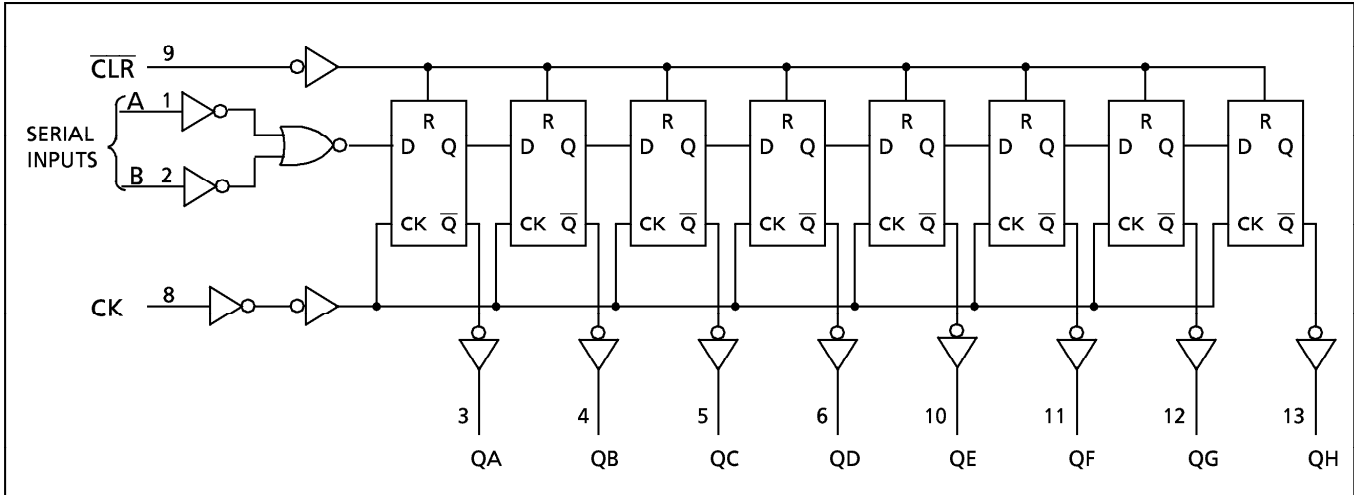 C̅L̅R̅ 9
A 1
SERIAL
INPUTS
B 2
R R R R R R R R
D Q D Q D Q D Q D Q D Q D Q D Q
CK Q̅ CK Q̅ CK Q̅ CK Q̅ CK Q̅ CK Q̅ CK Q̅ CK Q̅
CK 8
3 4 5 6 10 11 12 13
QA QB QC QD QE QF QG QH